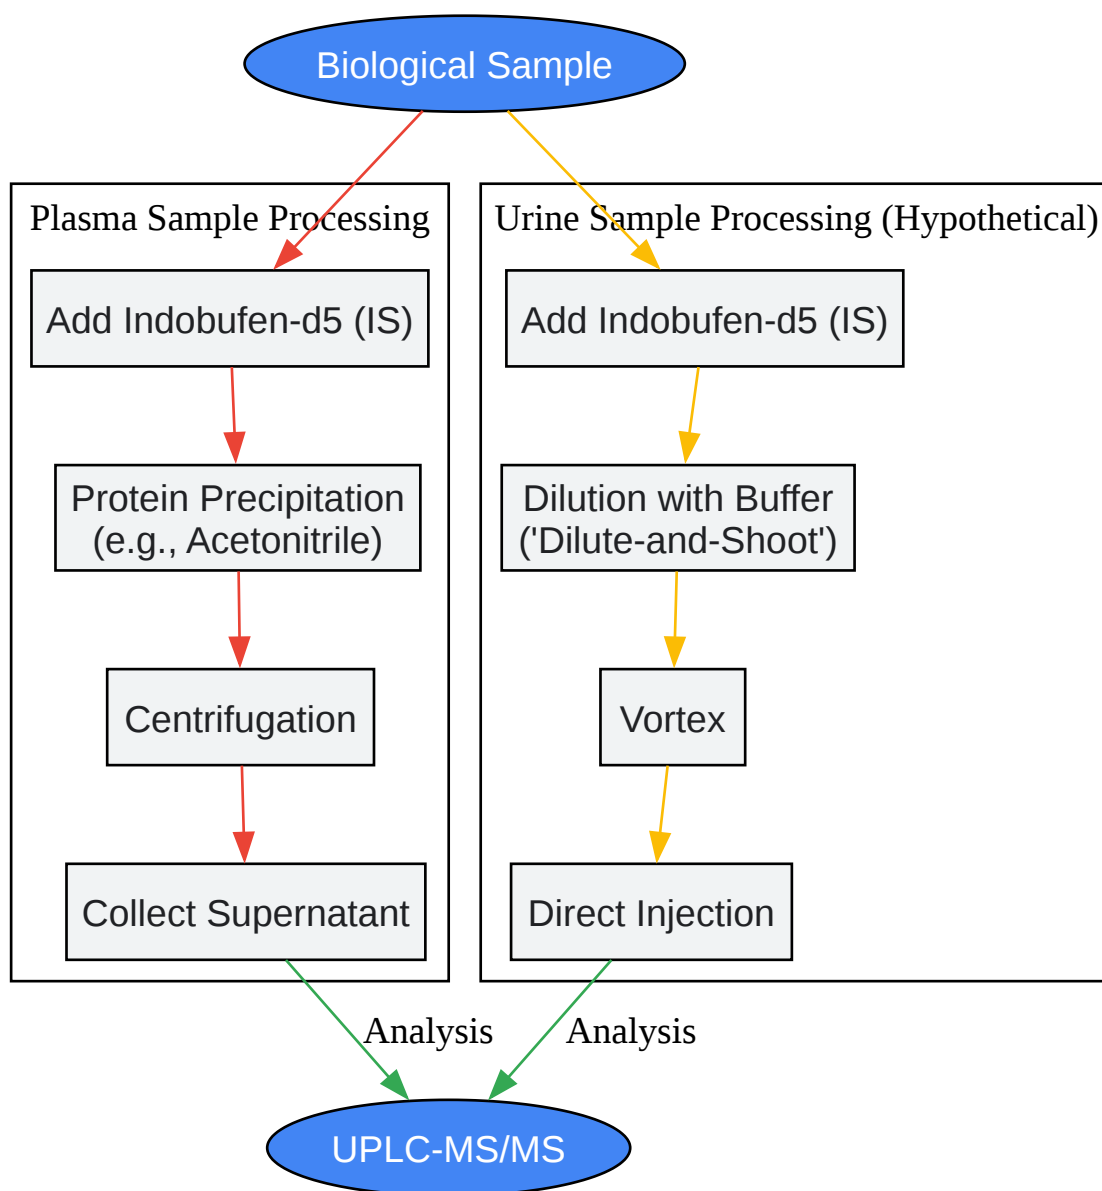 Biological Sample
Plasma Sample Processing
Add Indobufen-d5 (IS)
Protein Precipitation
(e.g., Acetonitrile)
Centrifugation
Collect Supernatant
Analysis
Urine Sample Processing (Hypothetical)
Add Indobufen-d5 (IS)
Dilution with Buffer
('Dilute-and-Shoot')
Vortex
Direct Injection
Analysis
UPLC-MS/MS